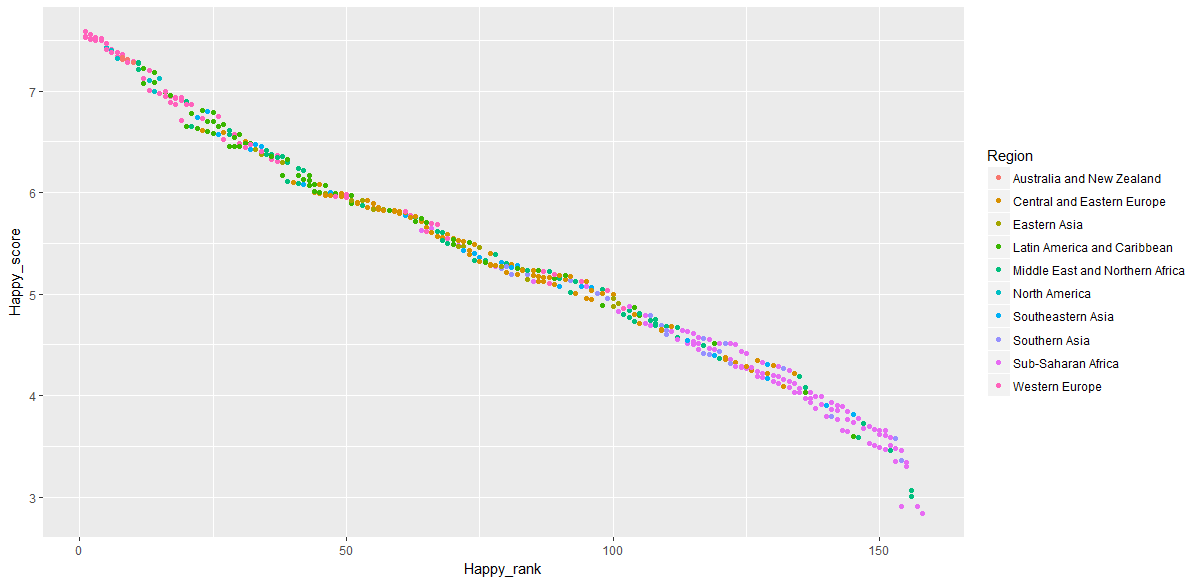 Happy_score
7
6
5
4
3
0
50
100
150
Happy_rank
Region
Australia and New Zealand
Central and Eastern Europe
Eastern Asia
Latin America and Caribbean
Middle East and Northern Africa
North America
Southeastern Asia
Southern Asia
Sub-Saharan Africa
Western Europe